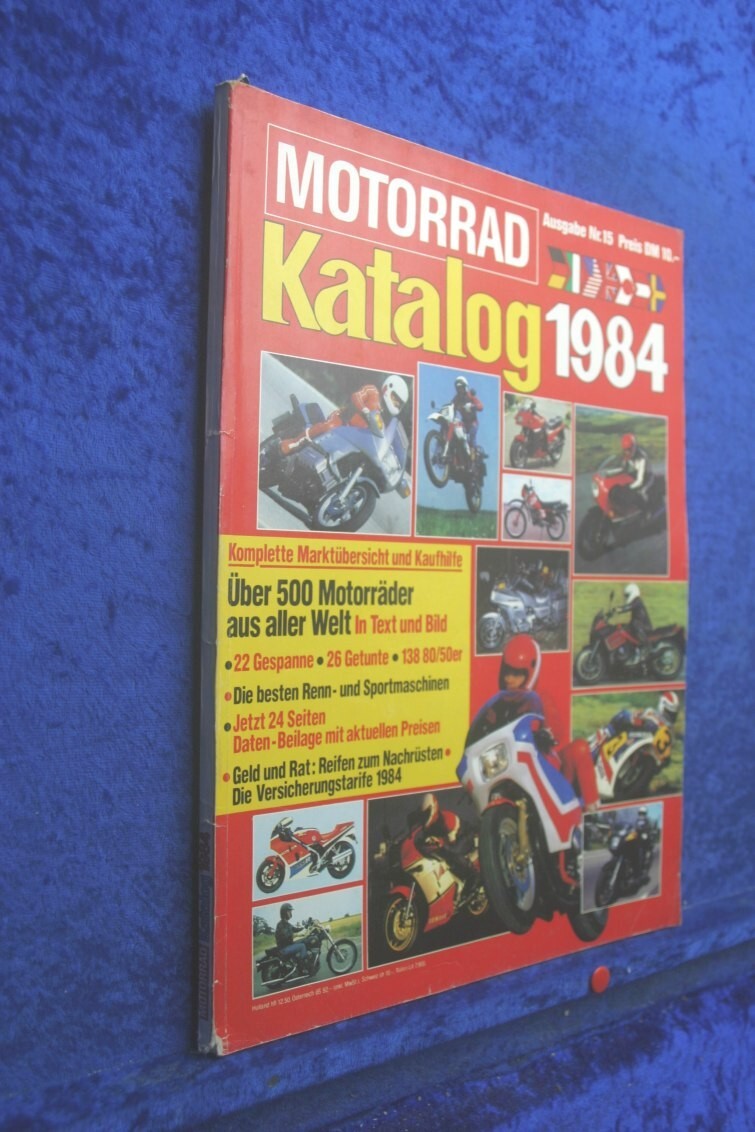 MOTORRAD
Ausgabe Nr. 15 Preis DM 10.-
Katalog 1984
Komplette Marktübersicht und Kaufhilfe
Über 500 Motorräder
aus aller Welt In Text und Bild
• 22 Gespanne • 26 Getunte • 138 80/50er
• Die besten Renn- und Sportmaschinen
• Jetzt 24 Seiten
Daten-Beilage mit aktuellen Preisen
• Geld und Rat: Reifen zum Nachrüsten •
Die Versicherungstarife 1984